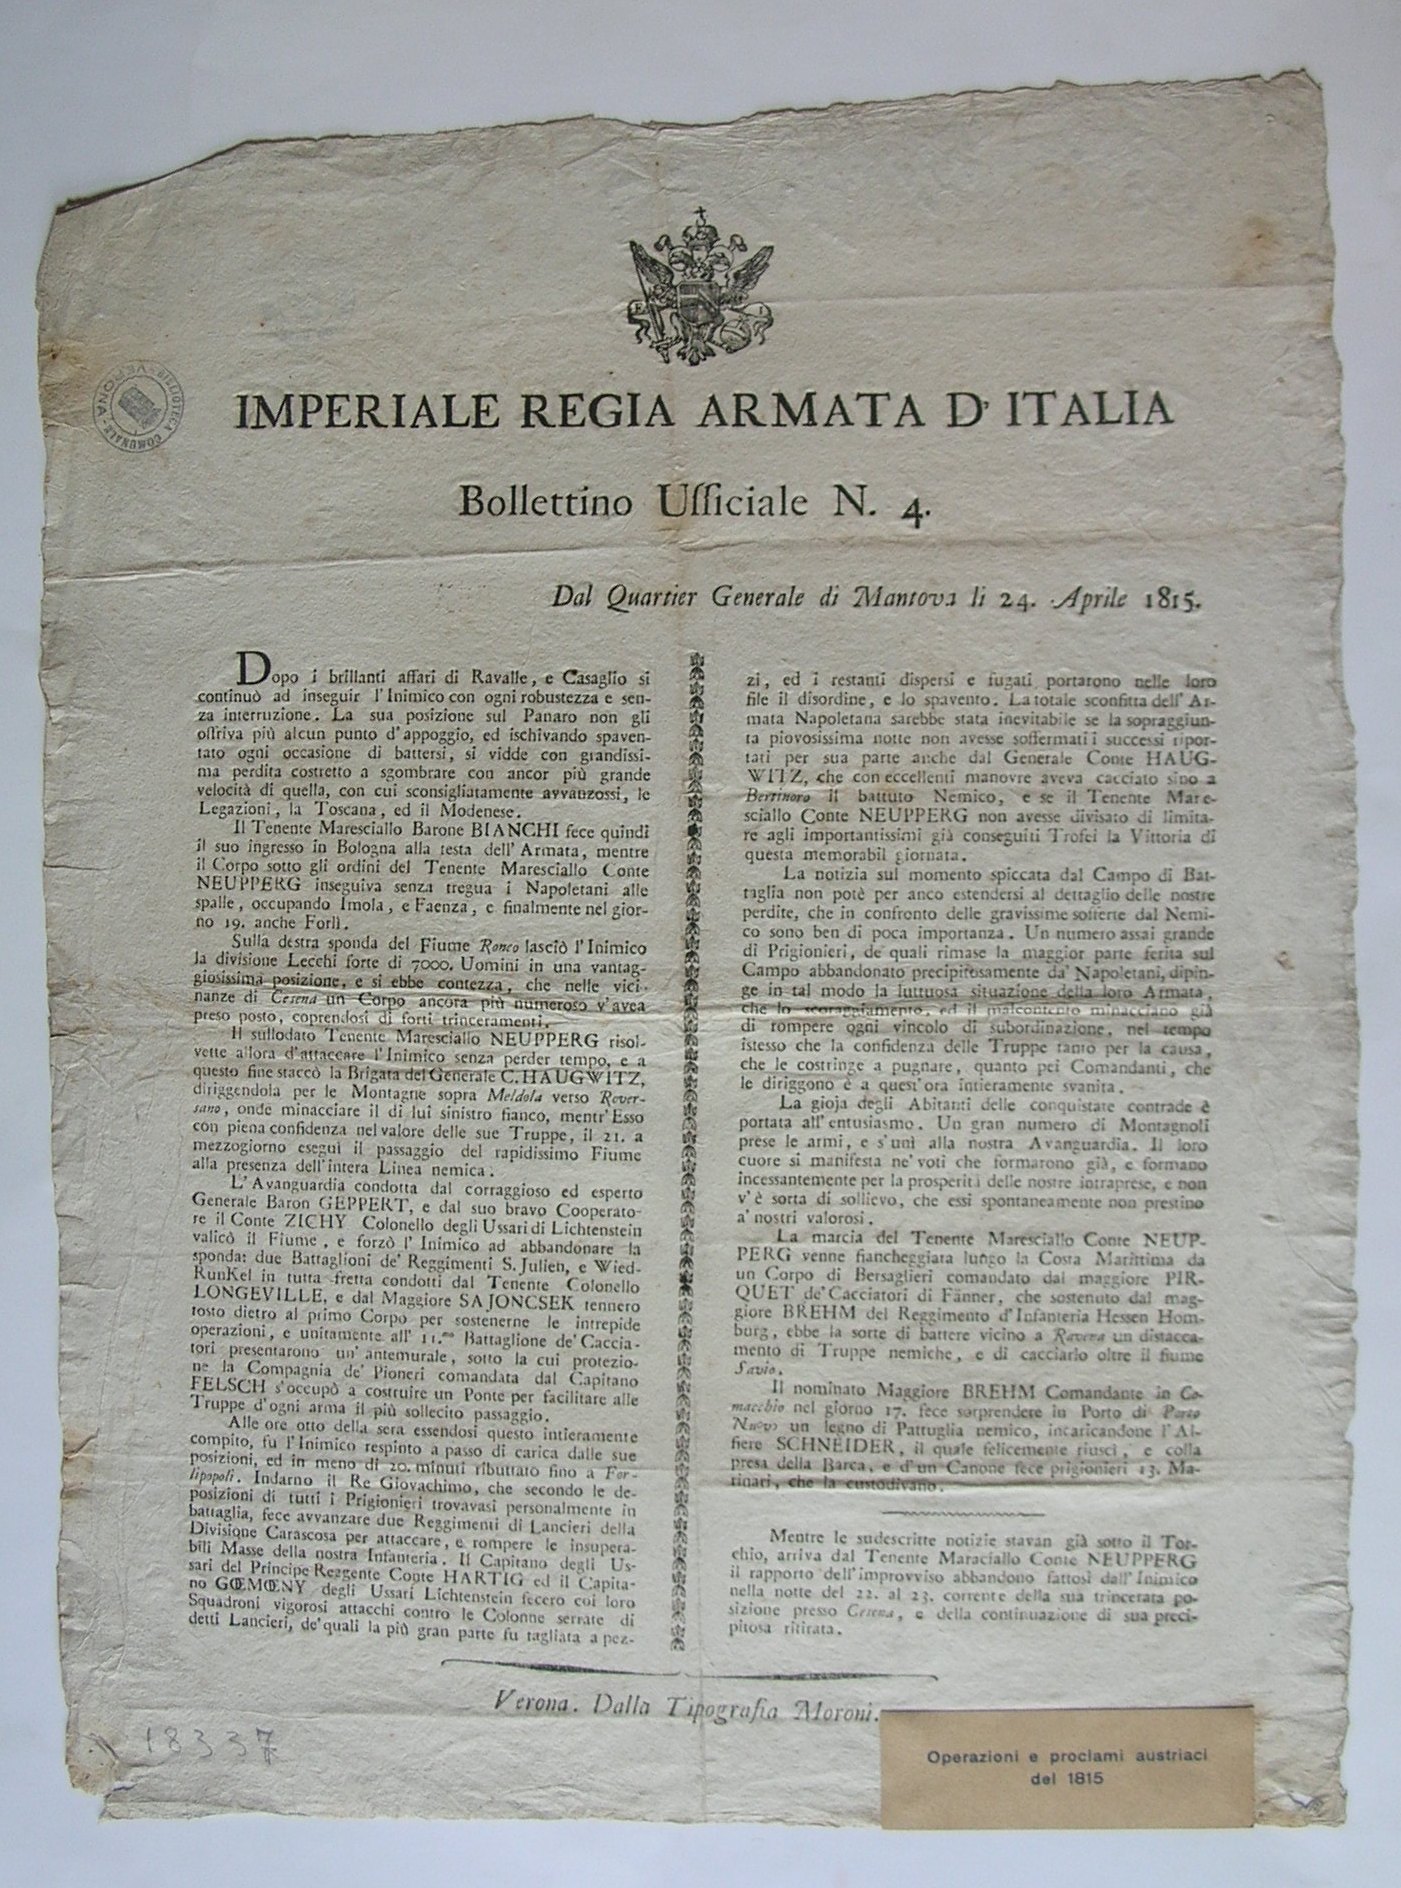 BIBLIOTECA COMUNALE - VERONA
IMPERIALE REGIA ARMATA D' ITALIA
Bollettino Ufficiale N. 4.
Dal Quartier Generale di Mantova li 24. Aprile 1815.
Dopo i brillanti affari di Ravalle, e Casaglio si
continuò ad inseguir l'Inimico con ogni robustezza e sen-
za interruzione. La sua posizione sul Panaro non gli
offriva più alcun punto d'appoggio, ed ischivando spaven-
tato ogni occasione di battersi, si vidde con grandissi-
ma perdita costretto a sgombrare con ancor più grande
velocità di quella, con cui sconsigliatamente avvanzossi, le
Legazioni, la Toscana, ed il Modenese.
Il Tenente Maresciallo Barone BIANCHI fece quindi
il suo ingresso in Bologna alla testa dell'Armata, mentre
il Corpo sotto gli ordini del Tenente Maresciallo Conte
NEUPPERG inseguiva senza tregua i Napoletani alle
spalle, occupando Imola, e Faenza, e finalmente nel gior-
no 19. anche Forlì.
Sulla destra sponda del Fiume Ronco lasciò l'Inimico
la divisione Lecchi forte di 7000. Uomini in una vantag-
giosissima posizione, e si ebbe contezza, che nelle vici-
nanze di Cesena un Corpo ancora più numeroso v'avea
preso posto, coprendosi di forti trinceramenti.
Il sullodato Tenente Maresciallo NEUPPERG risol-
vette allora d'attaccare l'Inimico senza perder tempo, e a
questo fine staccò la Brigata del Generale C. HAUGWITZ,
diriggendola per le Montagne sopra Meldola verso Rover-
sano, onde minacciare il di lui sinistro fianco, mentr'Esso
con piena confidenza nel valore delle sue Truppe, il 21. a
mezzogiorno eseguì il passaggio del rapidissimo Fiume
alla presenza dell'intera Linea nemica.
L'Avanguardia condotta dal corraggioso ed esperto
Generale Baron GEPPERT, e dal suo bravo Cooperato-
re il Conte ZICHY Colonello degli Ussari di Lichtenstein
valicò il Fiume, e forzò l'Inimico ad abbandonare la
sponda: due Battaglioni de' Reggimenti S. Julien, e Wied-
RunKel in tutta fretta condotti dal Tenente Colonello
LONGEVILLE, e dal Maggiore SAJONCSEK tennero
tosto dietro al primo Corpo per sostenerne le intrepide
operazioni, e unitamente all' 11.mo Battaglione de' Caccia-
tori presentarono un' antemurale, sotto la cui protezio-
ne la Compagnia de' Pioneri comandata dal Capitano
FELSCH s'occupò a costruire un Ponte per facilitare alle
Truppe d'ogni arma il più sollecito passaggio.
Alle ore otto della sera essendosi questo intieramente
compito, fu l'Inimico respinto a passo di carica dalle sue
posizioni, ed in meno di 20. minuti ributtato fino a For-
lipopoli. Indarno il Re Giovachimo, che secondo le de-
posizioni di tutti i Prigionieri trovavasi personalmente in
battaglia, fece avvanzare due Reggimenti di Lancieri della
Divisione Carascosa per attaccare, e rompere le insupera-
bili Masse della nostra Infanteria. Il Capitano degli Us-
sari del Principe Reagente Conte HARTIG ed il Capita-
no GŒMŒNY degli Ussari Lichtenstein fecero coi loro
Squadroni vigorosi attacchi contro le Colonne serrate di
detti Lancieri, de'quali la più gran parte fu tagliata a pez-
zi, ed i restanti dispersi e fugati portarono nelle loro
file il disordine, e lo spavento. La totale sconfitta dell'Ar-
mata Napoletana sarebbe stata inevitabile se la sopraggiun-
ta piovosissima notte non avesse soffermati i successi ripor-
tati per sua parte anche dal Generale Conte HAUG-
WITZ, che con eccellenti manovre aveva cacciato sino a
Bertinoro il battuto Nemico, e se il Tenente Mare-
sciallo Conte NEUPPERG non avesse divisato di limita-
re agli importantissimi già conseguiti Trofei la Vittoria di
questa memorabil giornata.
La notizia sul momento spiccata dal Campo di Bat-
taglia non potè per anco estendersi al dettaglio delle nostre
perdite, che in confronto delle gravissime sofferte dal Nemi-
co sono ben di poca importanza. Un numero assai grande
di Prigionieri, de quali rimase la maggior parte ferita sul
Campo abbandonato precipitosamente da' Napoletani, dipin-
ge in tal modo la luttuosa situazione della loro Armata,
che lo scoraggiamento, ed il malcontento minacciano già
di rompere ogni vincolo di subordinazione, nel tempo
istesso che la confidenza delle Truppe tanto per la causa,
che le costringe a pugnare, quanto pei Comandanti, che
le diriggono è a quest'ora intieramente svanita.
La gioja degli Abitanti delle conquistate contrade è
portata all'entusiasmo. Un gran numero di Montagnoli
prese le armi, e s'unì alla nostra Avanguardia. Il loro
cuore si manifesta ne'voti che formarono già, e formano
incessantemente per la prosperità delle nostre intraprese, e non
v'è sorta di sollievo, che essi spontaneamente non prestino
a' nostri valorosi.
La marcia del Tenente Maresciallo Conte NEUP-
PERG venne fiancheggiata lungo la Costa Marittima da
un Corpo di Bersaglieri comandato dal maggiore PIR-
QUET de'Cacciatori di Fänner, che sostenuto dal mag-
giore BREHM del Reggimento d'Infanteria Hessen Hom-
burg, ebbe la sorte di battere vicino a Ravena un distacca-
mento di Truppe nemiche, e di cacciarlo oltre il fiume
Savio.
Il nominato Maggiore BREHM Comandante in Co-
macchio nel giorno 17. fece sorprendere in Porto di Porto
Nuovo un legno di Pattuglia nemico, incaricandone l'Al-
fiere SCHNEIDER, il quale felicemente riuscì, e colla
presa della Barca, e d'un Canone fece prigionieri 13. Ma-
rinari, che la custodivano.
Mentre le sudescritte notizie stavan già sotto il Tor-
chio, arriva dal Tenente Maraciallo Conte NEUPPERG
il rapporto dell'improvviso abbandono fattosi dall'Inimico
nella notte del 22. al 23. corrente della sua trincerata po-
sizione presso Cesena, e della continuazione di sua preci-
pitosa ritirata.
Verona. Dalla Tipografia Moroni.
18337
Operazioni e proclami austriaci
del 1815